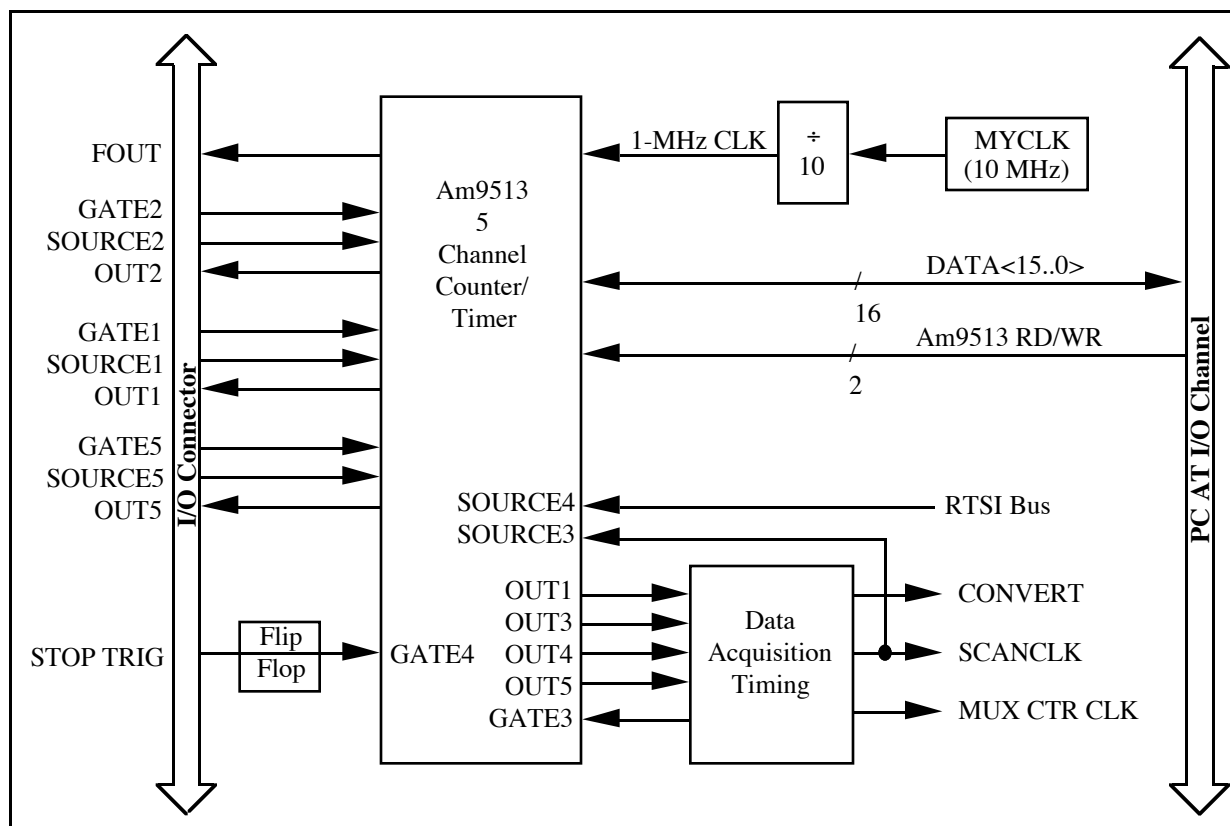 FOUT
GATE2
SOURCE2
OUT2
GATE1
SOURCE1
OUT1
GATE5
SOURCE5
OUT5
STOP TRIG
I/O Connector
Flip
Flop
Am9513
5
Channel
Counter/
Timer
SOURCE4
SOURCE3
OUT1
OUT3
OUT4
OUT5
GATE3
GATE4
1-MHz CLK
÷
10
MYCLK
(10 MHz)
DATA<15..0>
/
16
Am9513 RD/WR
/
2
RTSI Bus
Data
Acquisition
Timing
CONVERT
SCANCLK
MUX CTR CLK
PC AT I/O Channel